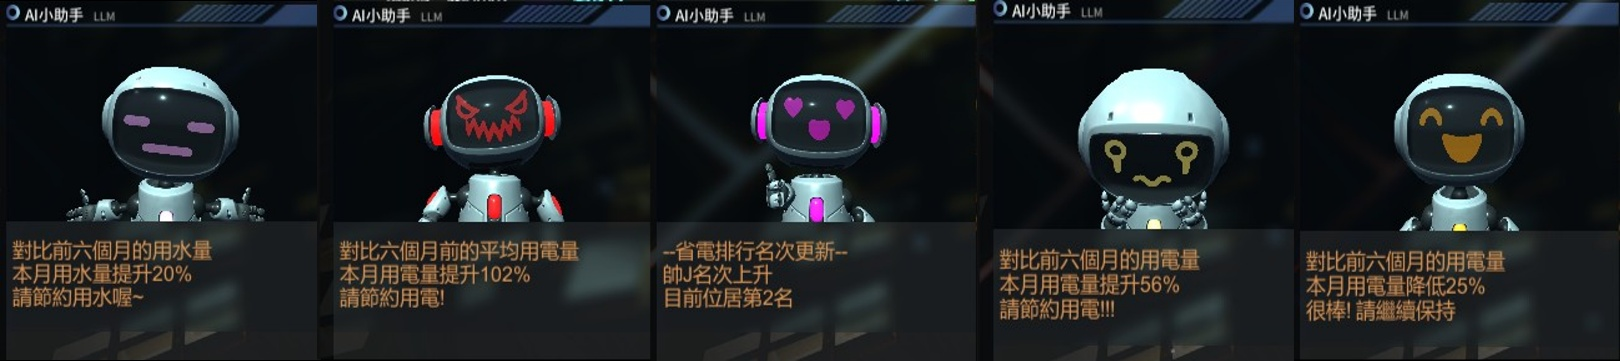 AI小助手 LLM
對比前六個月的用水量
本月用水量提升20%
請節約用水喔~
AI小助手 LLM
對比六個月前的平均用電量
本月用電量提升102%
請節約用電!
AI小助手 LLM
--省電排行名次更新--
帥J名次上升
目前位居第2名
AI小助手 LLM
對比前六個月的用電量
本月用電量提升56%
請節約用電!!!
AI小助手 LLM
對比前六個月的用電量
本月用電量降低25%
很棒! 請繼續保持